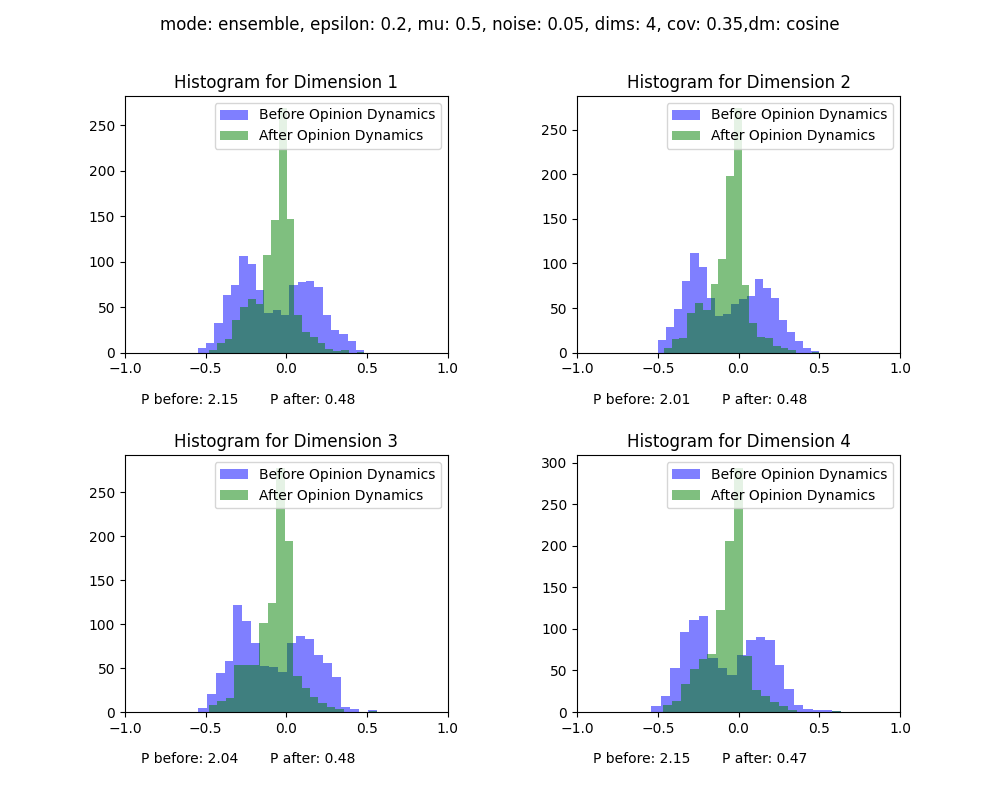 mode: ensemble, epsilon: 0.2, mu: 0.5, noise: 0.05, dims: 4, cov: 0.35,dm: cosine
Histogram for Dimension 1
Before Opinion Dynamics
After Opinion Dynamics
250
200
150
100
50
0
−1.0 −0.5 0.0 0.5 1.0
P before: 2.15 P after: 0.48
Histogram for Dimension 2
Before Opinion Dynamics
After Opinion Dynamics
250
200
150
100
50
0
−1.0 −0.5 0.0 0.5 1.0
P before: 2.01 P after: 0.48
Histogram for Dimension 3
Before Opinion Dynamics
After Opinion Dynamics
250
200
150
100
50
0
−1.0 −0.5 0.0 0.5 1.0
P before: 2.04 P after: 0.48
Histogram for Dimension 4
Before Opinion Dynamics
After Opinion Dynamics
300
250
200
150
100
50
0
−1.0 −0.5 0.0 0.5 1.0
P before: 2.15 P after: 0.47